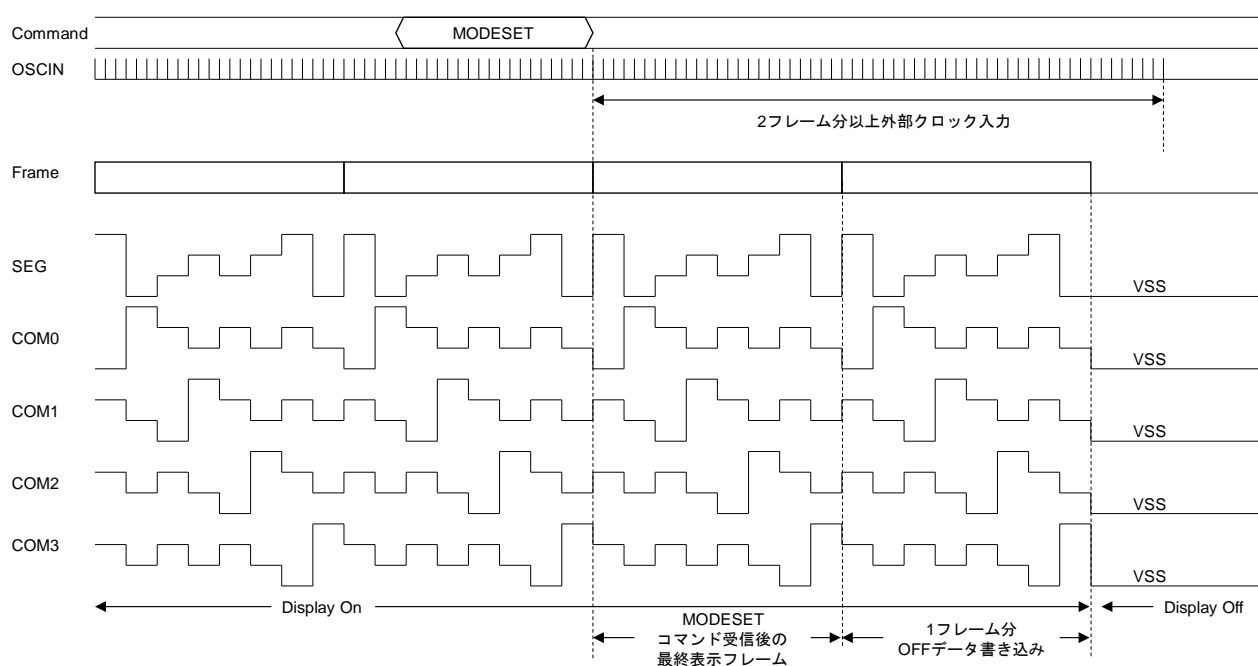 Command
MODESET
OSCIN
2フレーム分以上外部クロック入力
Frame
SEG
VSS
COM0
VSS
COM1
VSS
COM2
VSS
COM3
VSS
Display On
Display Off
MODESET
コマンド受信後の
最終表示フレーム
1フレーム分
OFFデータ書き込み